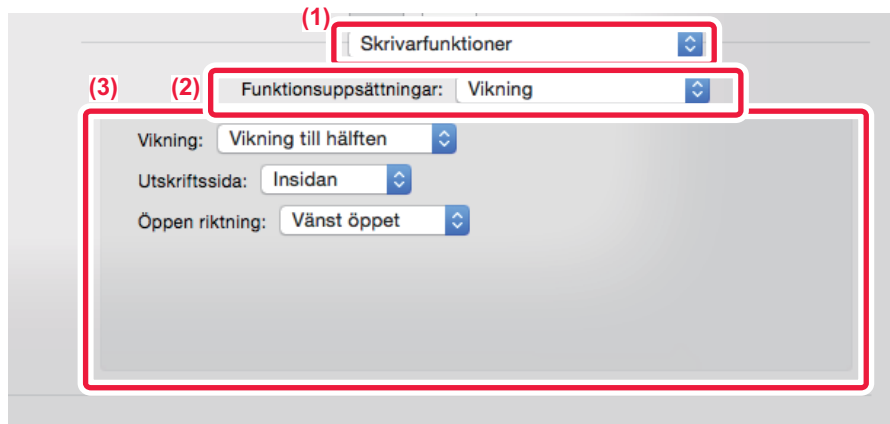 (1)
Skrivarfunktioner
(2) Funktionsuppsättningar: Vikning
(3)
Vikning: Vikning till hälften
Utskriftssida: Insidan
Öppen riktning: Vänst öppet